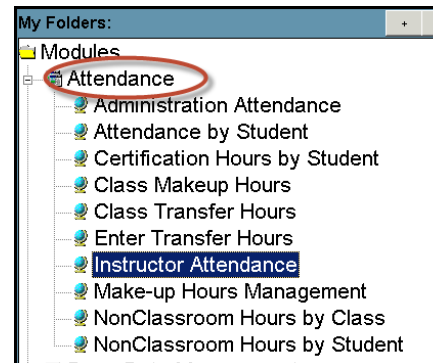 My Folders: +
Modules
Attendance
Administration Attendance
Attendance by Student
Certification Hours by Student
Class Makeup Hours
Class Transfer Hours
Enter Transfer Hours
Instructor Attendance
Make-up Hours Management
NonClassroom Hours by Class
NonClassroom Hours by Student